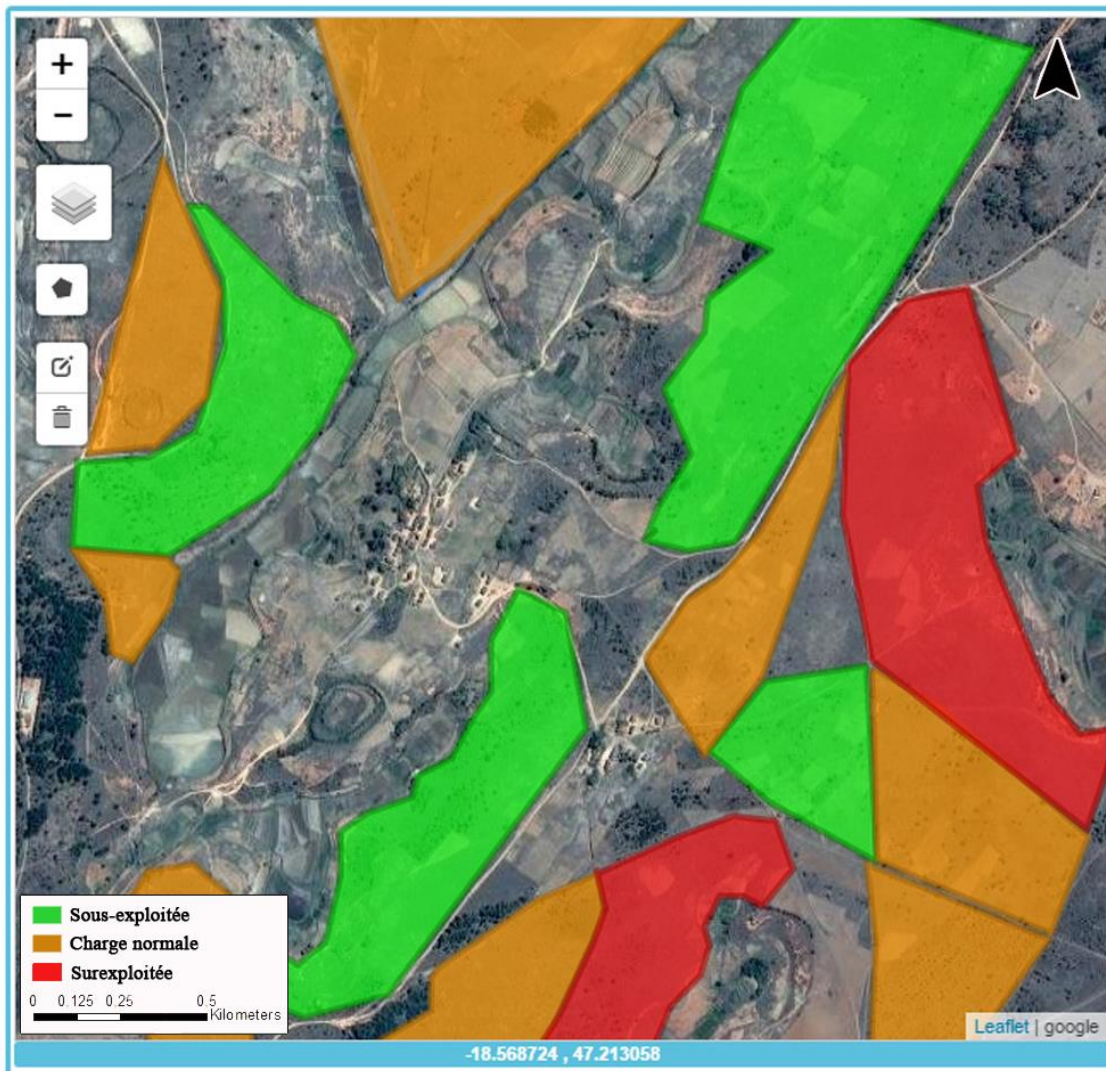 +
−
Sous-exploitée
Charge normale
Surexploitée
0 0.125 0.25 0.5
Kilometers
Leaflet | google
-18.568724 , 47.213058